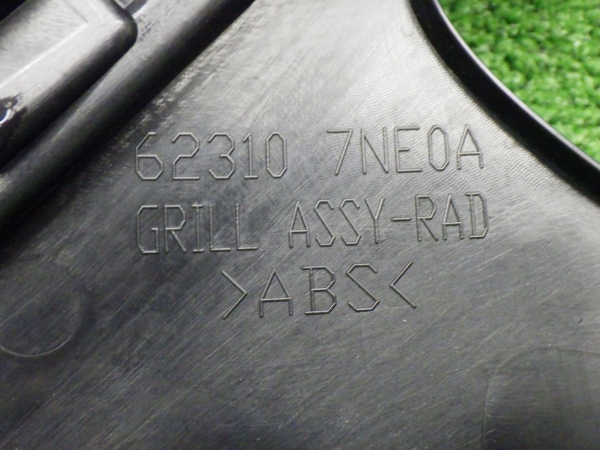 62310 7NE0A
GRILL ASSY-RAD
>ABS<